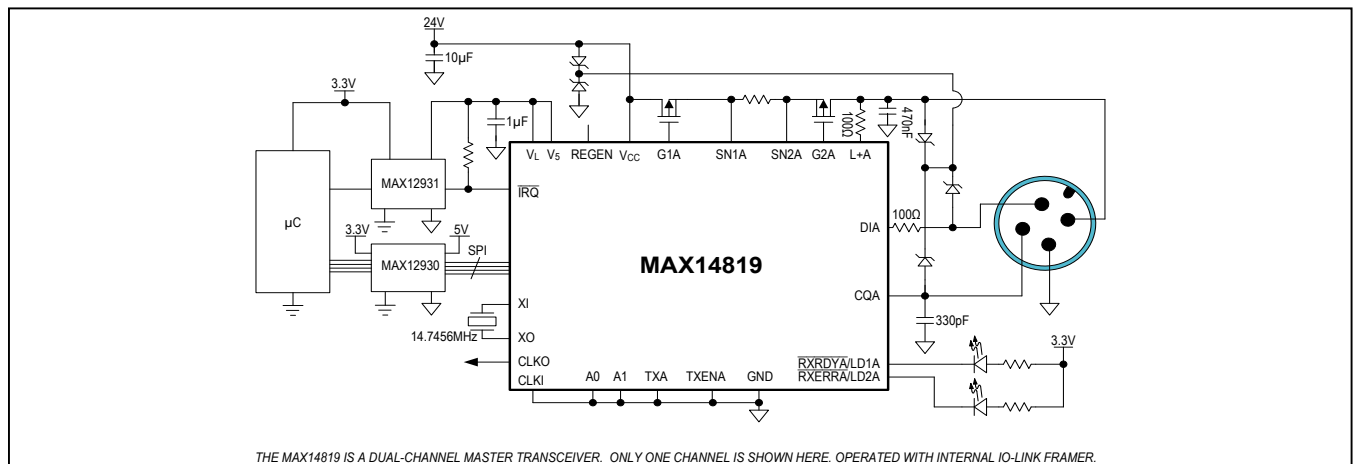 24V
10µF
3.3V
1µF
100Ω
470nF
VL V5 REGEN VCC G1A SN1A SN2A G2A L+A
MAX12931
IRQ
µC
DIA
100Ω
3.3V
5V
SPI
MAX12930
MAX14819
CQA
XI
330pF
14.7456MHz
XO
3.3V
CLKO
RXRDYA/LD1A
CLKI
A0 A1 TXA TXENA GND
RXERRA/LD2A
THE MAX14819 IS A DUAL-CHANNEL MASTER TRANSCEIVER. ONLY ONE CHANNEL IS SHOWN HERE, OPERATED WITH INTERNAL IO-LINK FRAMER.